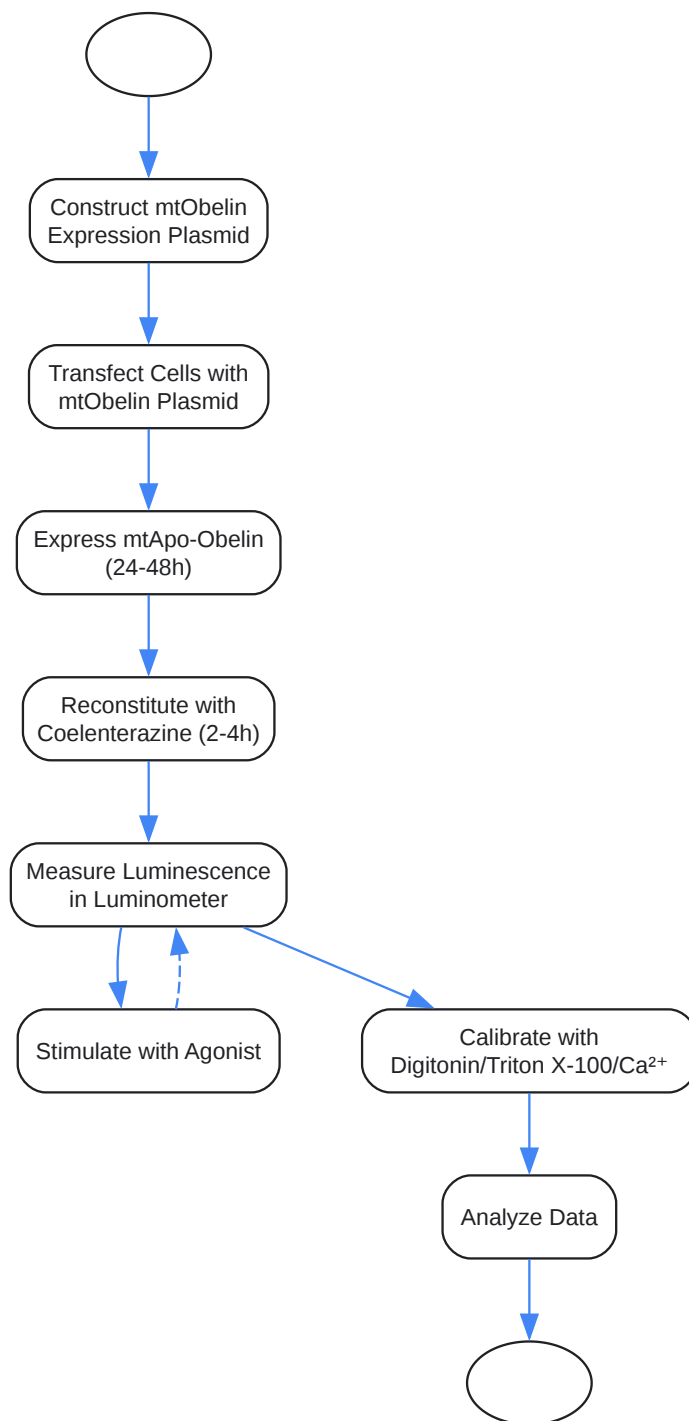 Construct mtObelin
Expression Plasmid
Transfect Cells with
mtObelin Plasmid
Express mtApo-Obelin
(24-48h)
Reconstitute with
Coelenterazine (2-4h)
Measure Luminescence
in Luminometer
Stimulate with Agonist
Calibrate with
Digitonin/Triton X-100/Ca²⁺
Analyze Data